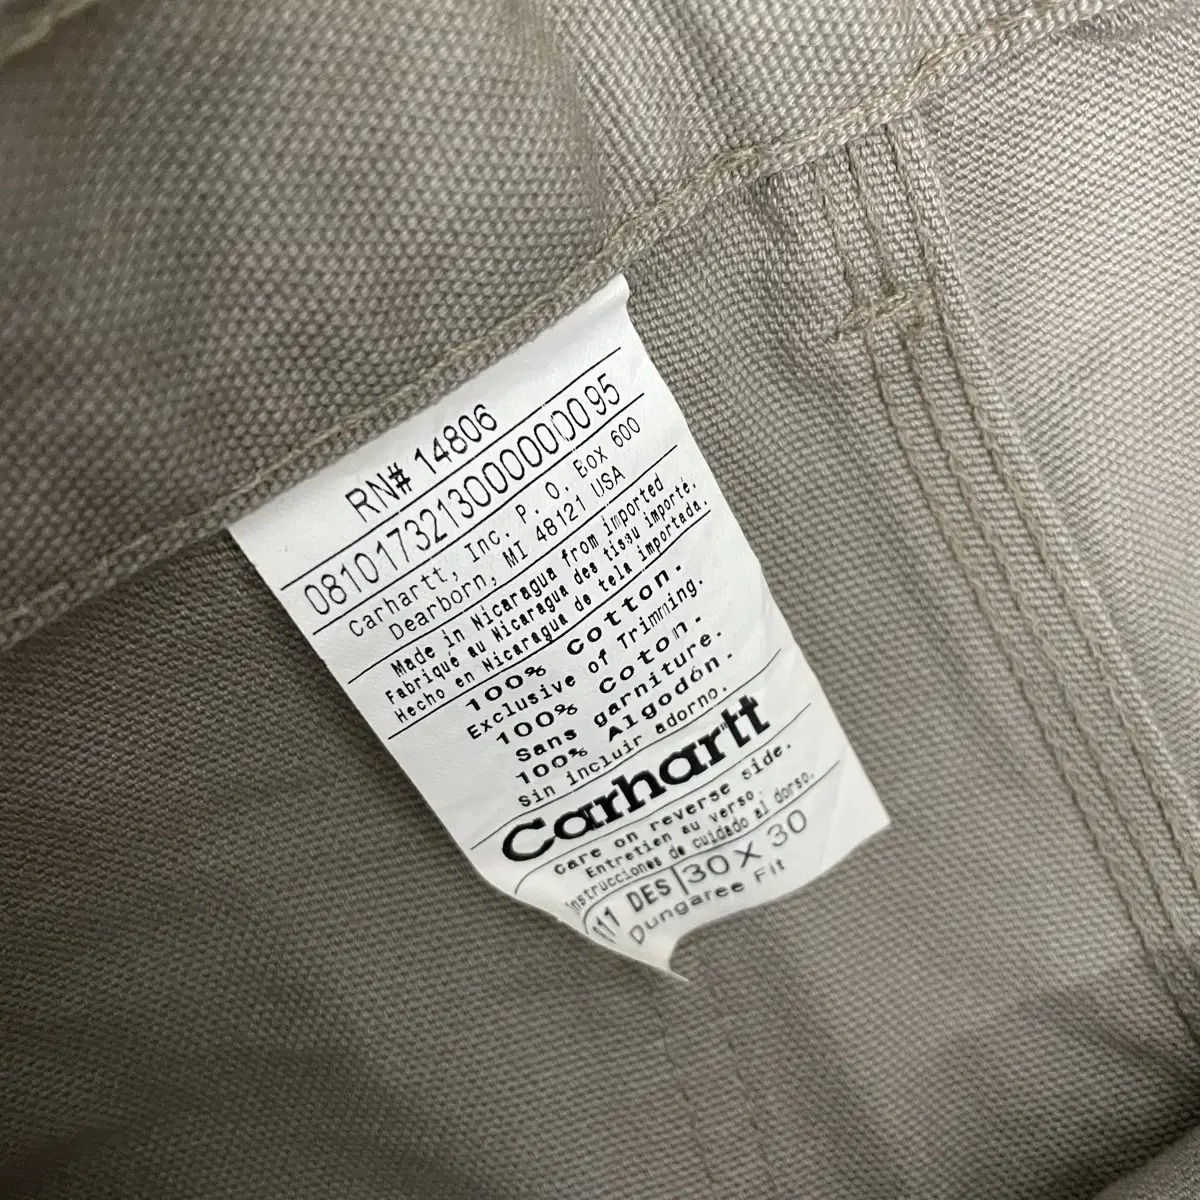 RN# 14806
0810173213000000095
Carhartt, Inc. P. O. Box 600
Dearborn, MI 48121 USA
Made in Nicaragua from imported
Fabriqué au Nicaragua des tissu importé.
Hecho en Nicaragua de tela importada.
100% Cotton.
Exclusive of Trimming.
100% Coton.
Sans garniture.
100% Algodón.
Sin incluir adorno.
Carhartt
Care on reverse side.
Entretien au verso.
Instrucciones de cuidado al dorso.
DES 30 X 30
Dungaree Fit